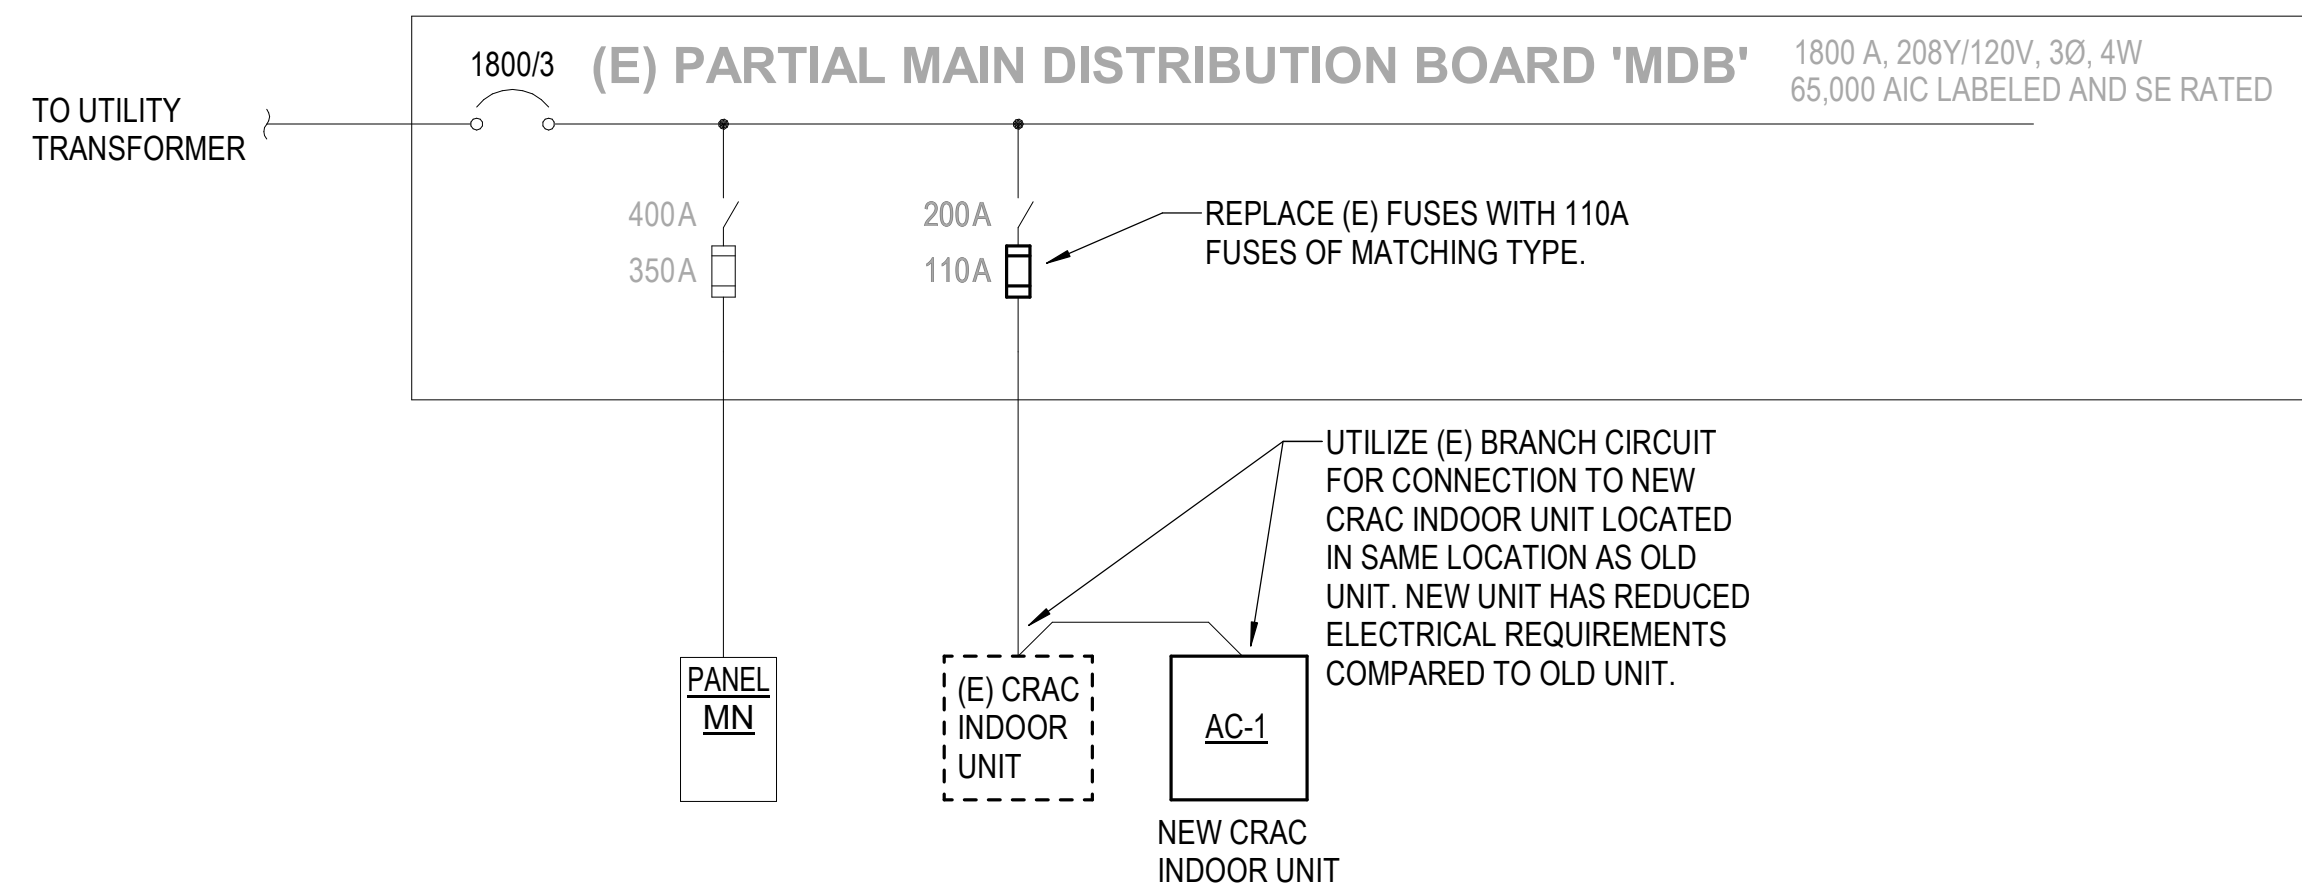 1800/3
(E) PARTIAL MAIN DISTRIBUTION BOARD 'MDB'
1800 A, 208Y/120V, 3Ø, 4W
65,000 AIC LABELED AND SE RATED
TO UTILITY
TRANSFORMER
400A
350A
200A
110A
REPLACE (E) FUSES WITH 110A
FUSES OF MATCHING TYPE.
UTILIZE (E) BRANCH CIRCUIT
FOR CONNECTION TO NEW
CRAC INDOOR UNIT LOCATED
IN SAME LOCATION AS OLD
UNIT. NEW UNIT HAS REDUCED
ELECTRICAL REQUIREMENTS
COMPARED TO OLD UNIT.
PANEL
MN
(E) CRAC
INDOOR
UNIT
AC-1
NEW CRAC
INDOOR UNIT